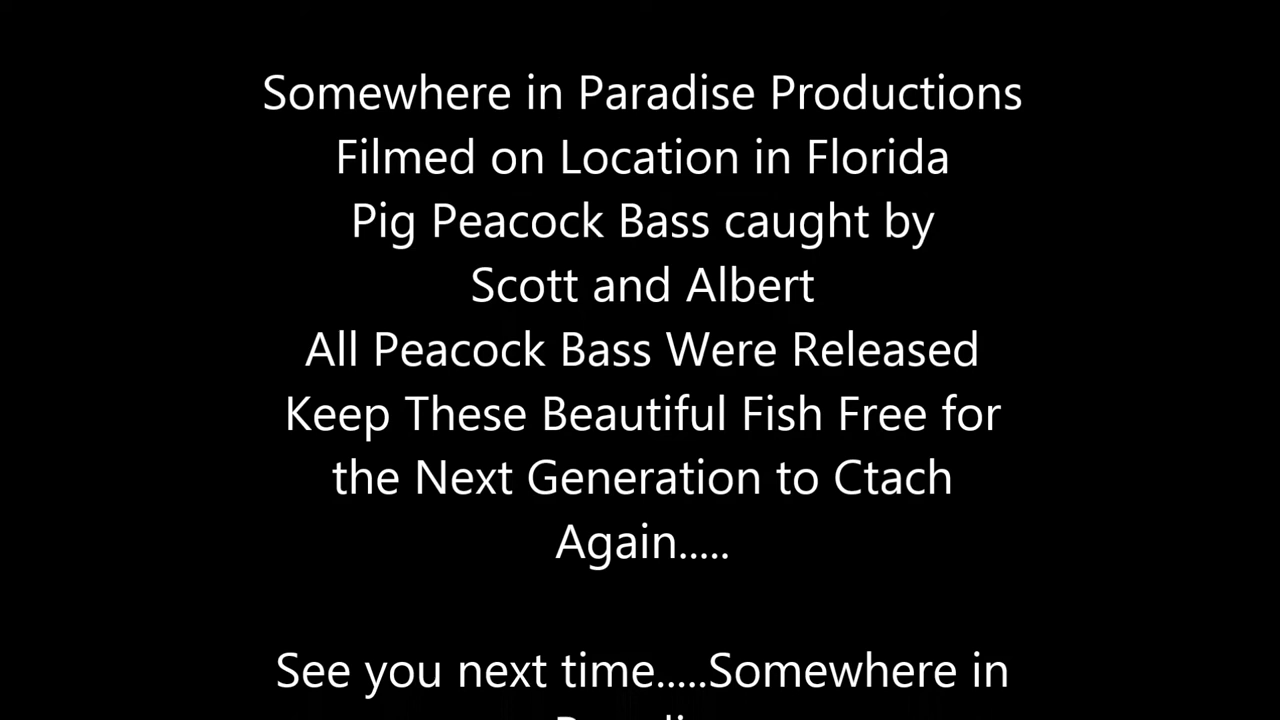 Somewhere in Paradise Productions
Filmed on Location in Florida
Pig Peacock Bass caught by
Scott and Albert
All Peacock Bass Were Released
Keep These Beautiful Fish Free for
the Next Generation to Ctach
Again.....
See you next time.....Somewhere in